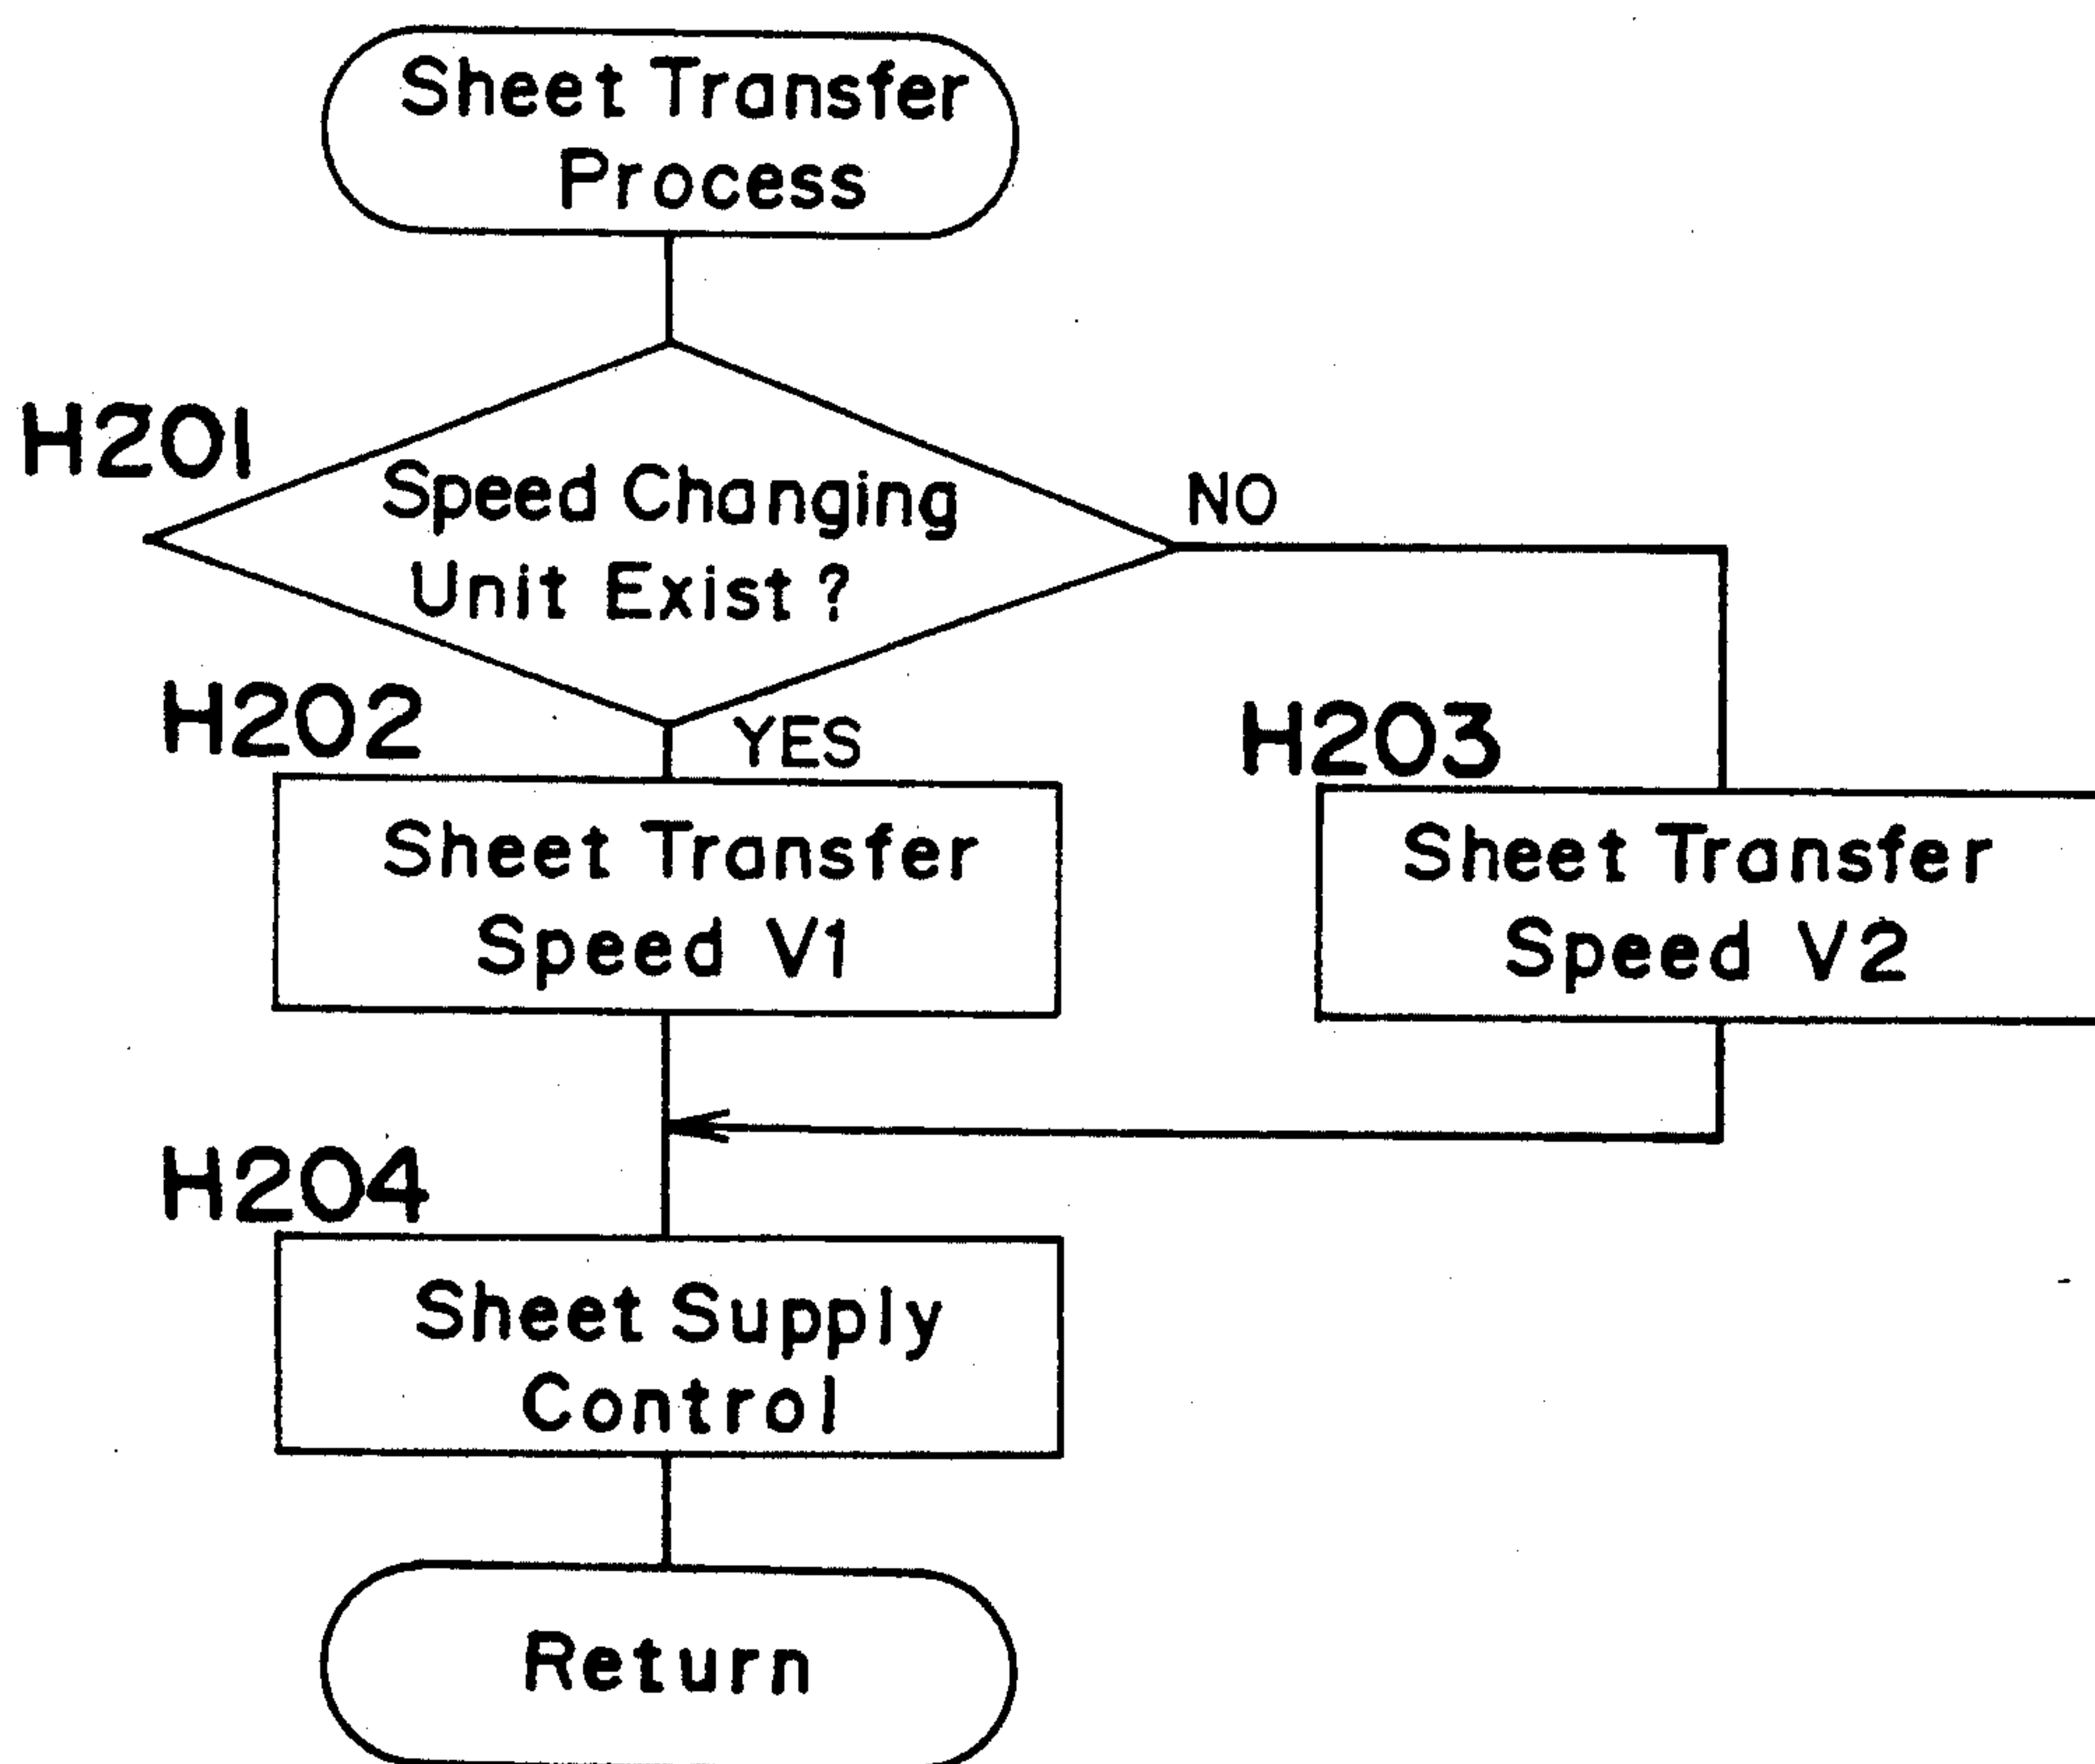 Sheet Transfer
Process
H201
Speed Changing
Unit Exist ?
NO
H202
YES
H203
Sheet Transfer
Speed V1
Sheet Transfer
Speed V2
H204
Sheet Supply
Control
Return